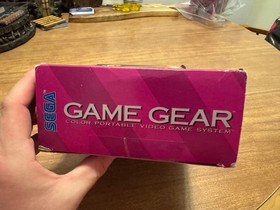 SEGA
GAME GEAR
COLOR PORTABLE VIDEO GAME SYSTEM